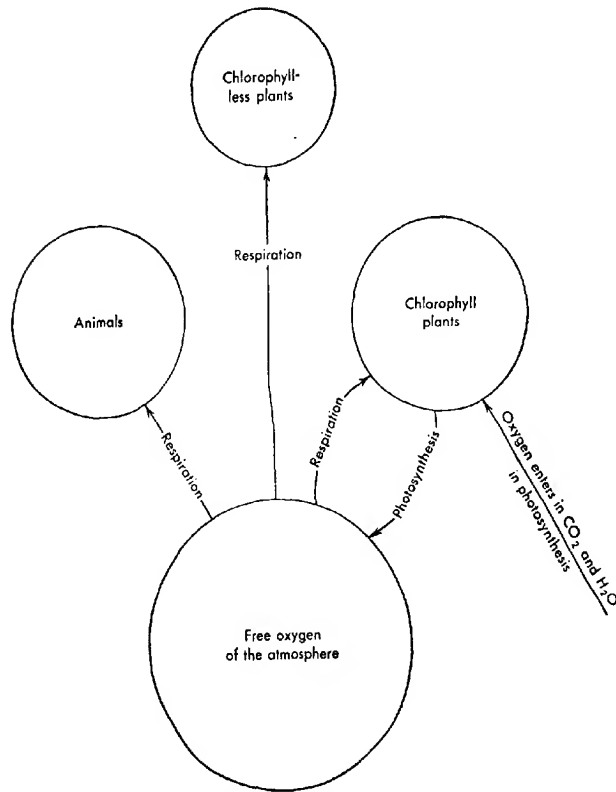 Chlorophyll-
less plants
Respiration
Animals
Chlorophyll
plants
Respiration
Respiration
Photosynthesis
Oxygen enters in CO₂ and H₂O
in photosynthesis
Free oxygen
of the atmosphere